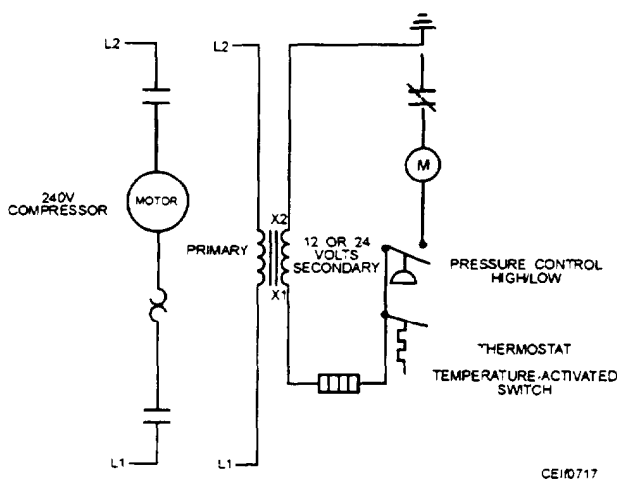 L2
L2
M
240V
COMPRESSOR
MOTOR
X2
PRIMARY
12 OR 24
VOLTS
SECONDARY
PRESSURE CONTROL
HIGH/LOW
X1
THERMOSTAT
TEMPERATURE-ACTIVATED
SWITCH
L1
L1